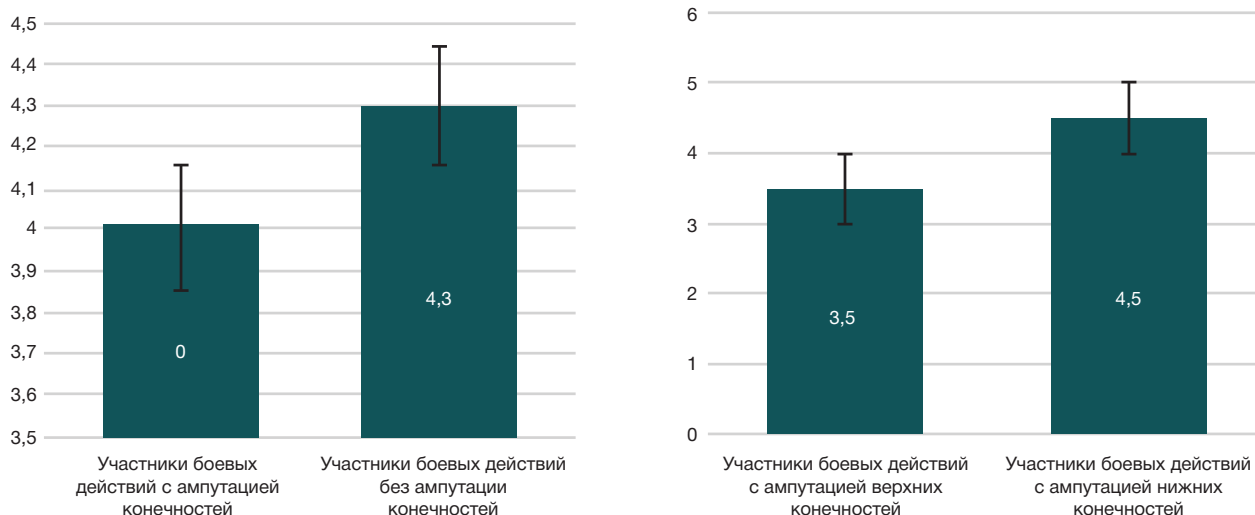 4,5
4,4
4,3
4,2
4,1
4
3,9
3,8
3,7
3,6
3,5
0
4,3
Участники боевых
действий с ампутацией
конечностей
Участники боевых действий
без ампутации
конечностей
6
5
4
3
2
1
0
3,5
4,5
Участники боевых действий
с ампутацией верхних
конечностей
Участники боевых действий
с ампутацией нижних
конечностей